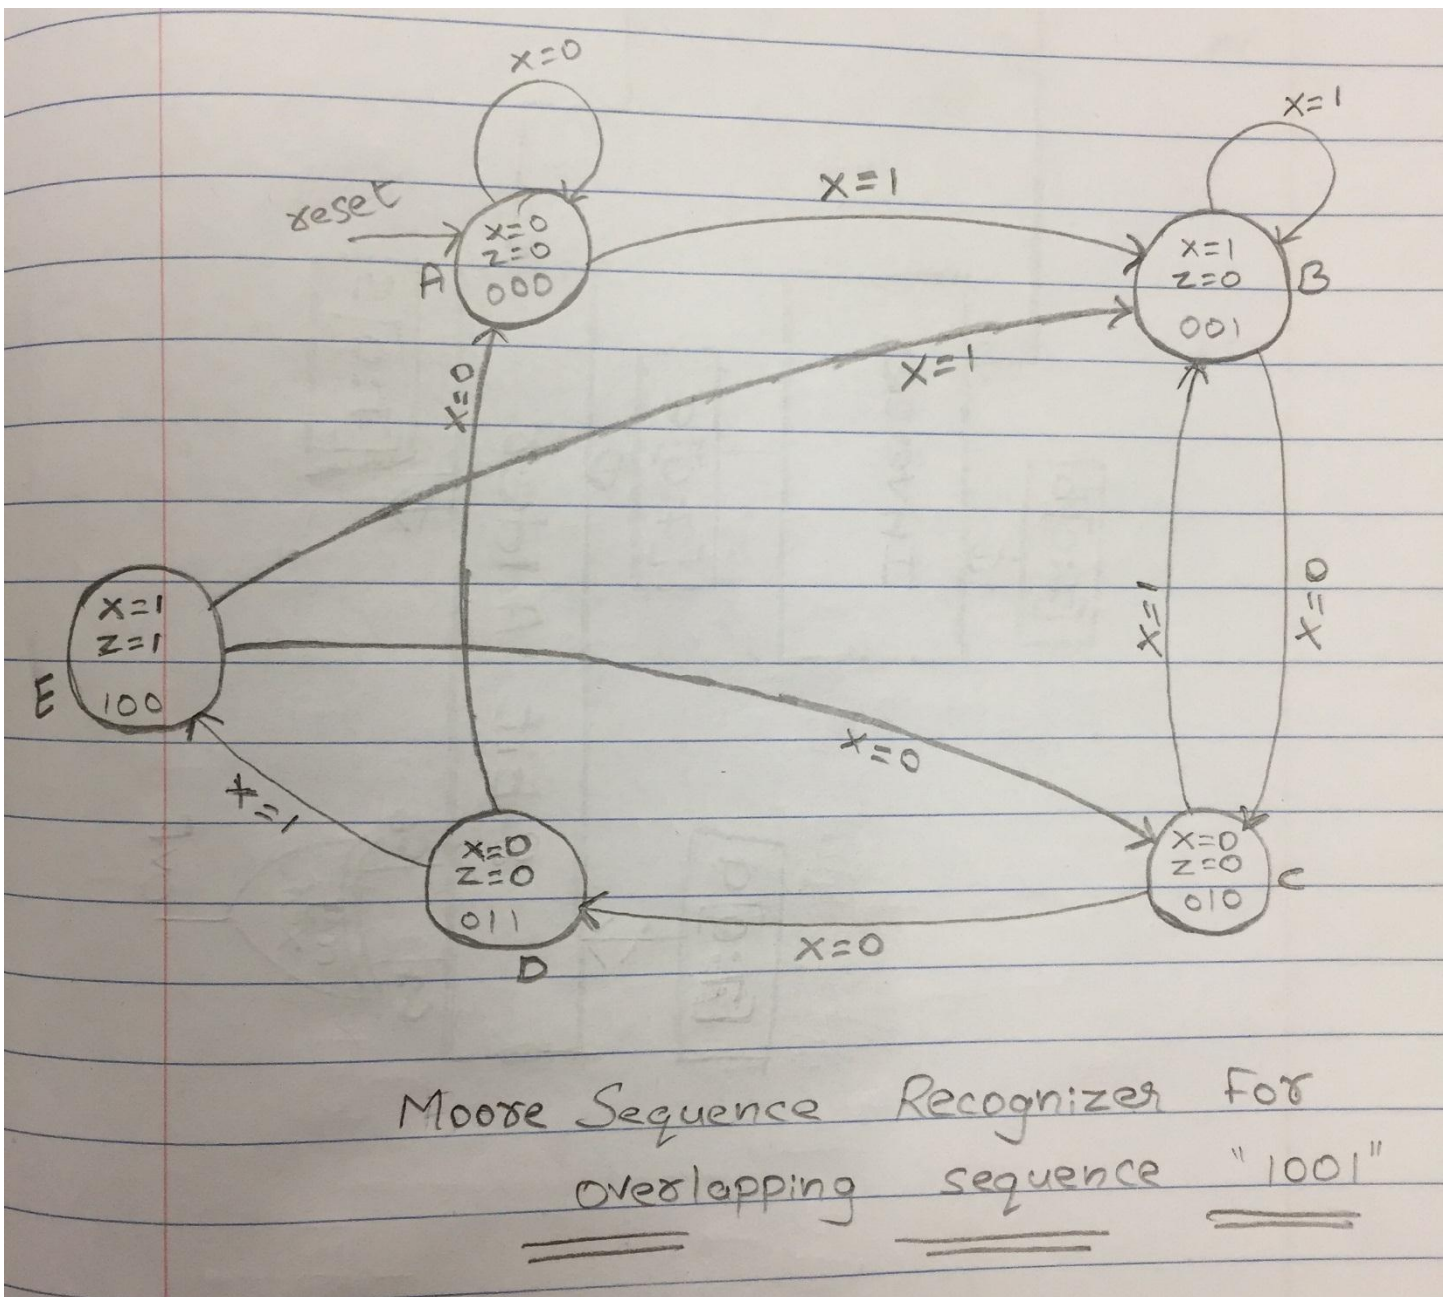 x=0
x=1
reset
x=0
z=0
000
A
x=1
x=1
z=0
001
B
x=0
x=1
x=1
z=1
100
E
x=1
x=0
x=0
x=1
x=0
z=0
011
D
x=0
x=0
z=0
010
C
Moore Sequence Recognizer For
overlapping sequence "1001"